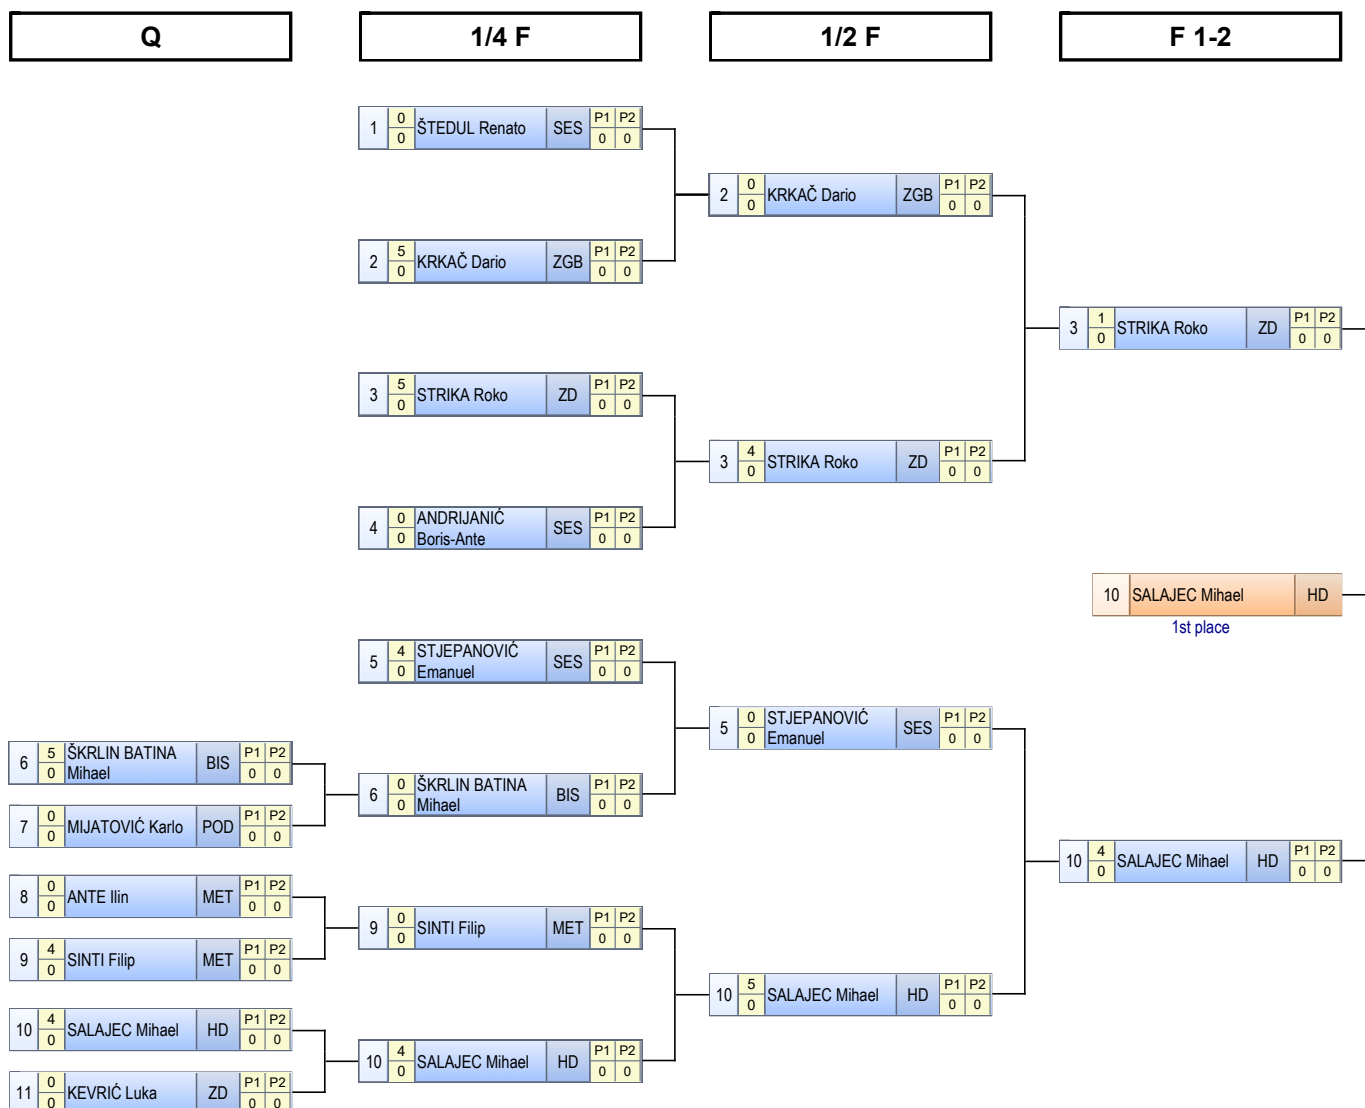 Q
1/4 F
1/2 F
F 1-2
1 0 ŠTEDUL Renato SES P1 P2
0 0 0
2 5 KRKAČ Dario ZGB P1 P2
0 0 0
3 5 STRIKA Roko ZD P1 P2
0 0 0
4 0 ANDRIJANIĆ SES P1 P2
0 Boris-Ante 0 0
5 4 STJEPANOVIĆ SES P1 P2
0 Emanuel 0 0
6 0 ŠKRLIN BATINA BIS P1 P2
0 Mihael 0 0
9 0 SINTI Filip MET P1 P2
0 0 0
10 4 SALAJEC Mihael HD P1 P2
0 0 0
6 5 ŠKRLIN BATINA BIS P1 P2
0 Mihael 0 0
7 0 MIJATOVIĆ Karlo POD P1 P2
0 0 0
8 0 ANTE Ilin MET P1 P2
0 0 0
9 4 SINTI Filip MET P1 P2
0 0 0
10 4 SALAJEC Mihael HD P1 P2
0 0 0
11 0 KEVRIĆ Luka ZD P1 P2
0 0 0
2 0 KRKAČ Dario ZGB P1 P2
0 0 0
3 4 STRIKA Roko ZD P1 P2
0 0 0
5 0 STJEPANOVIĆ SES P1 P2
0 Emanuel 0 0
10 5 SALAJEC Mihael HD P1 P2
0 0 0
3 1 STRIKA Roko ZD P1 P2
0 0 0
10 SALAJEC Mihael HD
1st place
10 4 SALAJEC Mihael HD P1 P2
0 0 0